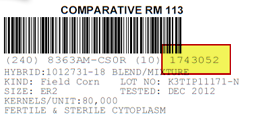 COMPARATIVE RM 113
(240) 8363AM-CS0R (10) 1743052
HYBRID:1012731-18 BLEND/MIXTURE
KIND: Field Corn LOT NO: K3TIP11171-N
SIZE: ER2 TESTED: DEC 2012
KERNELS/UNIT:80,000
FERTILE & STERILE CYTOPLASM